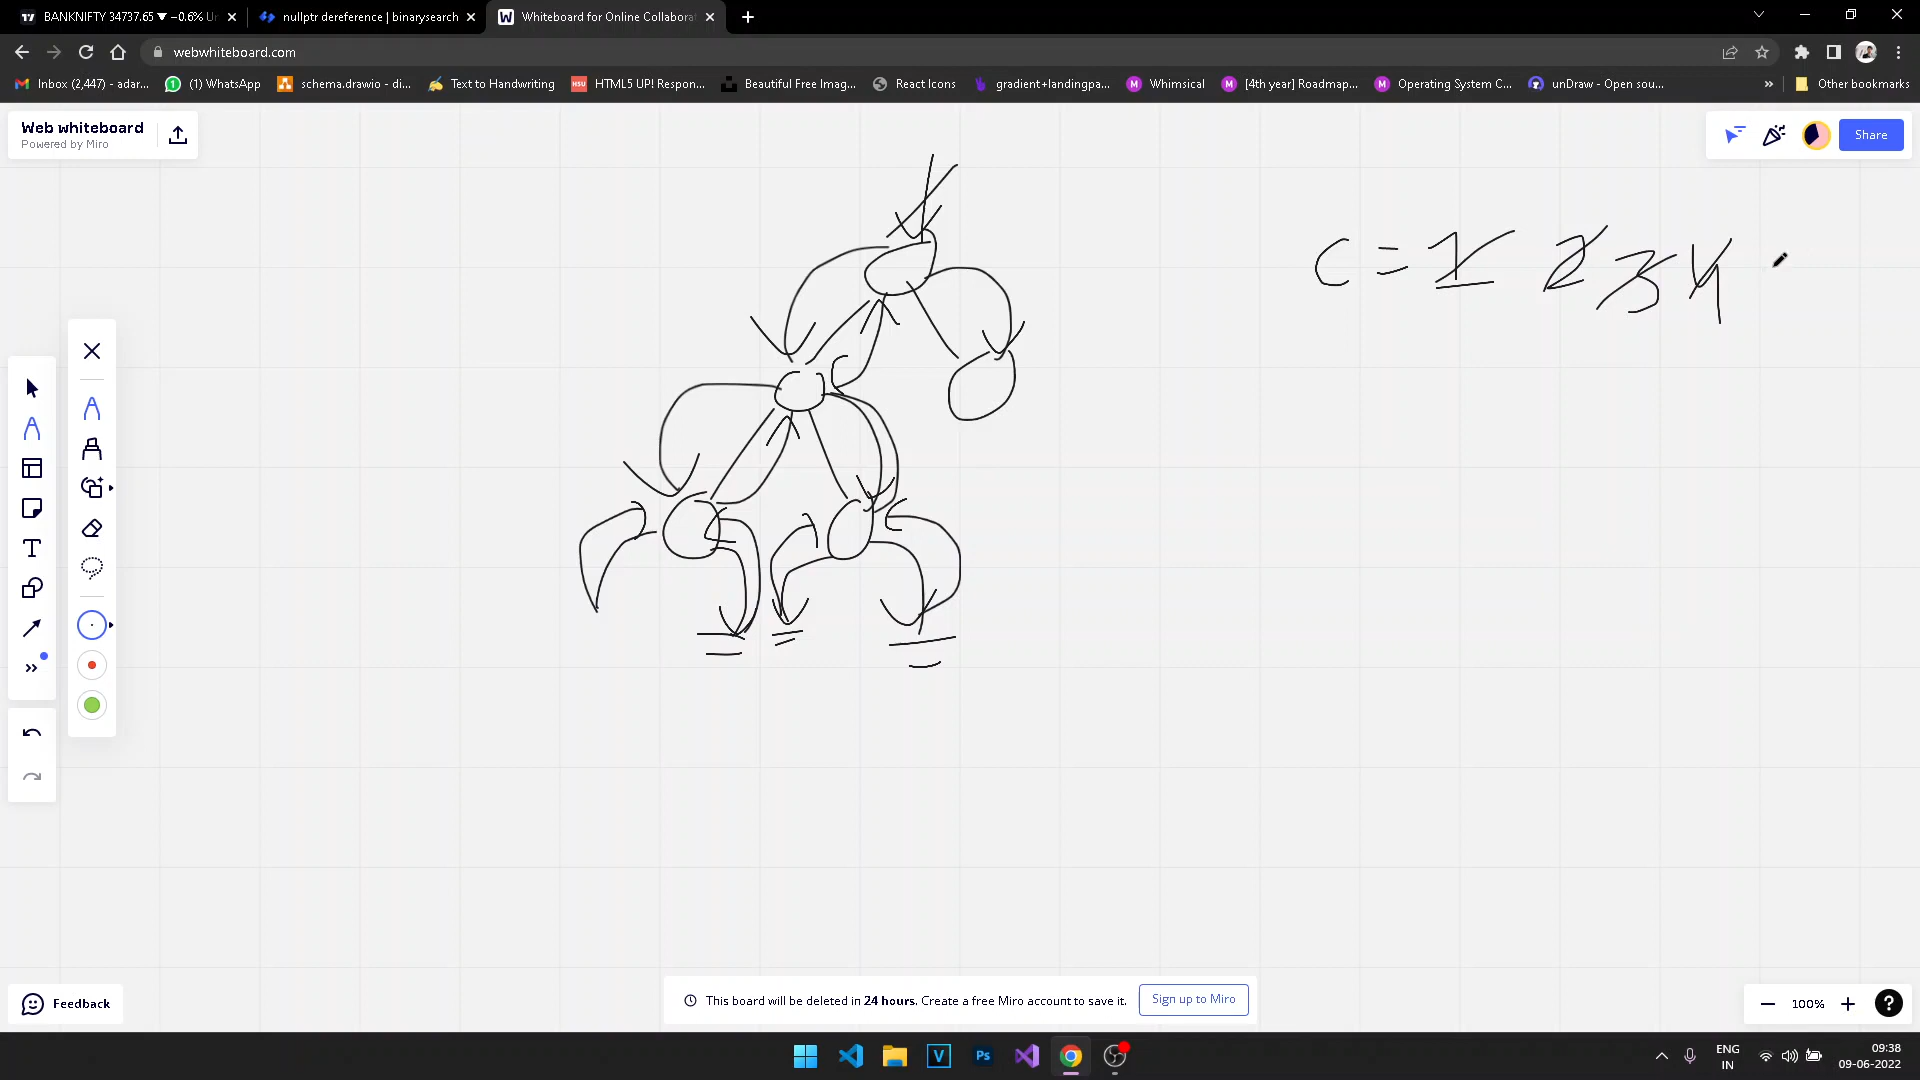 BANKNIFTY 34737.65 ▼ −0.6% Un
nullptr dereference | binarysearch
Whiteboard for Online Collabora
webwhiteboard.com
Inbox (2,447) - adar...
(1) WhatsApp
schema.drawio - di...
Text to Handwriting
HTML5 UP! Respon...
Beautiful Free Imag...
React Icons
gradient+landingpa...
Whimsical
[4th year] Roadmap...
Operating System C...
unDraw - Open sou...
»
Other bookmarks
Web whiteboard
Powered by Miro
Share
C = 1 2 3 4
Feedback
This board will be deleted in 24 hours. Create a free Miro account to save it.
Sign up to Miro
100%
ENG
IN
09:38
09-06-2022